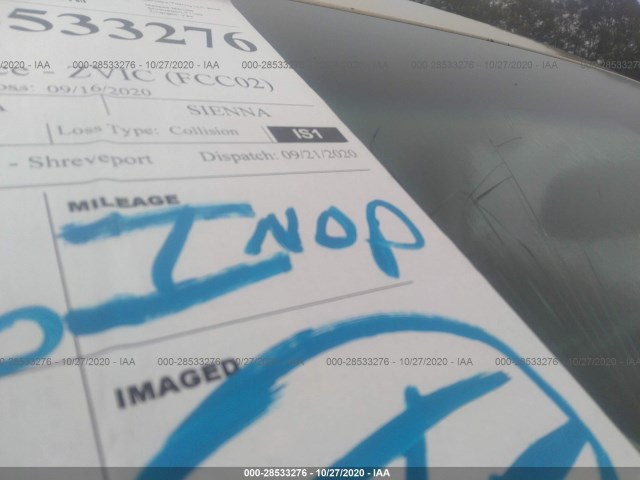 533276
- ZVIC (FCC02)
oss: 09/16/2020
SIENNA
Loss Type: Collision IS1
- Shreveport Dispatch: 09/21/2020
MILEAGE
INOP
IMAGED
000-28533276 - 10/27/2020 - IAA